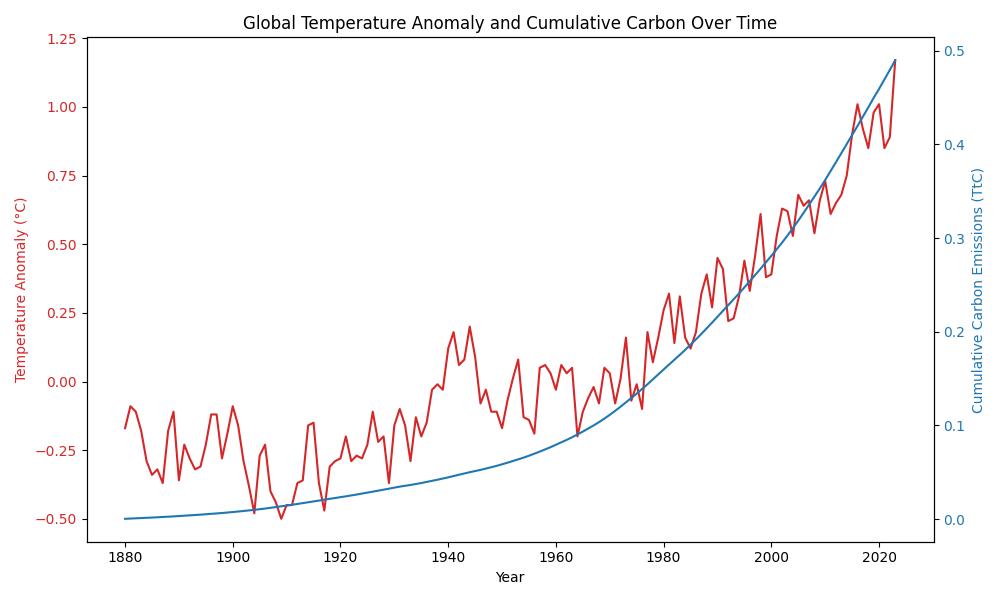 Global Temperature Anomaly and Cumulative Carbon Over Time
Temperature Anomaly (°C)
1.25
1.00
0.75
0.50
0.25
0.00
−0.25
−0.50
0.5
0.4
0.3
0.2
0.1
0.0
Cumulative Carbon Emissions (TtC)
1880 1900 1920 1940 1960 1980 2000 2020
Year